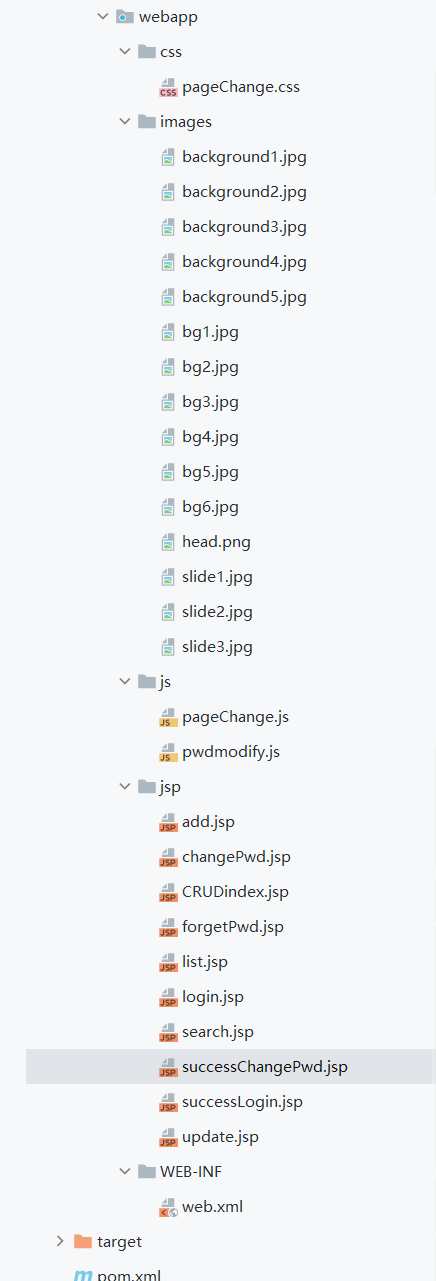 webapp
css
pageChange.css
images
background1.jpg
background2.jpg
background3.jpg
background4.jpg
background5.jpg
bg1.jpg
bg2.jpg
bg3.jpg
bg4.jpg
bg5.jpg
bg6.jpg
head.png
slide1.jpg
slide2.jpg
slide3.jpg
js
pageChange.js
pwdmodify.js
jsp
add.jsp
changePwd.jsp
CRUDindex.jsp
forgetPwd.jsp
list.jsp
login.jsp
search.jsp
successChangePwd.jsp
successLogin.jsp
update.jsp
WEB-INF
web.xml
target
pom.xml